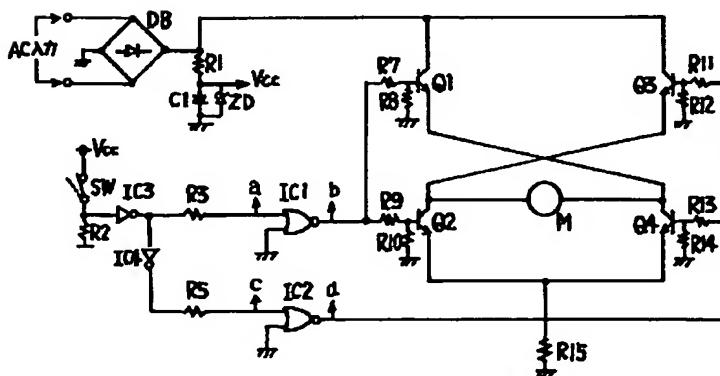 DB
AC入力
R1
Vcc
C1
ZD
R7
R8
Q1
Q3
R11
R12
Vcc
SW
IC3
R2
R3
a
IC1
b
R9
R10
Q2
M
Q4
R13
R14
IC4
R5
c
IC2
d
R15